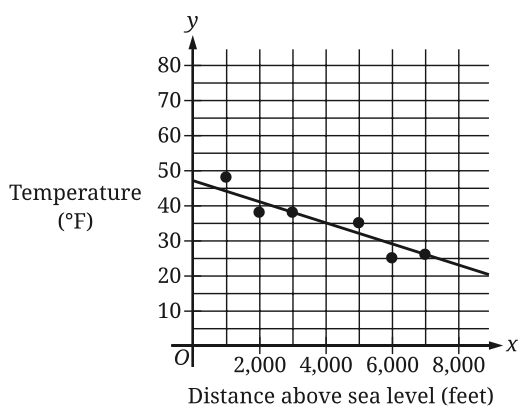 y
80
70
60
50
40
30
20
10
Temperature
(°F)
O
2,000 4,000 6,000 8,000
x
Distance above sea level (feet)